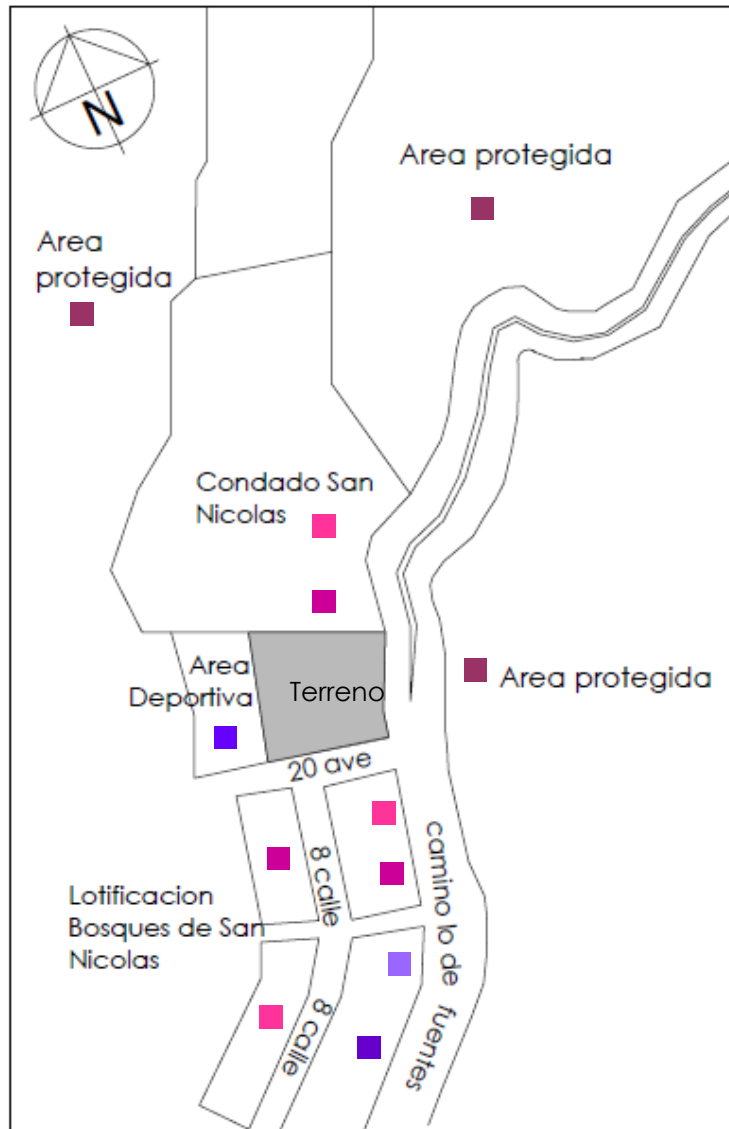 N
Area protegida
Area
protegida
Condado San
Nicolas
Area
Deportiva
Terreno
Area protegida
20 ave
8 calle
camino lo de fuentes
Lotificacion
Bosques de San
Nicolas
8 calle